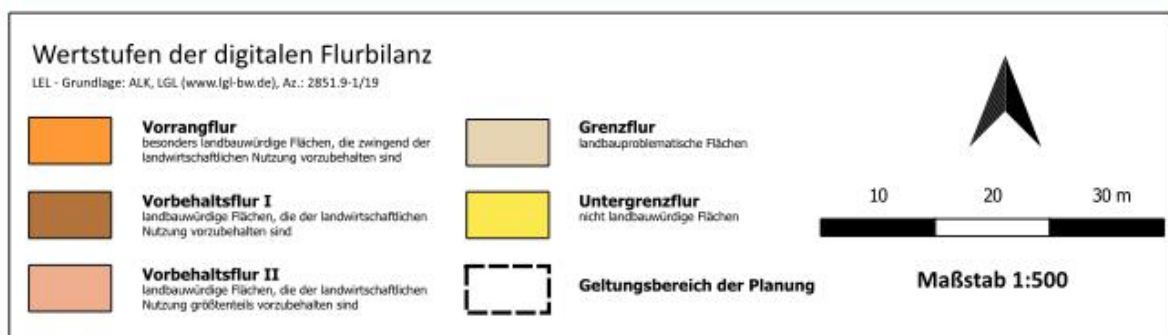 Wertstufen der digitalen Flurbilanz
LEL - Grundlage: ALK, LGL (www.lgl-bw.de), Az.: 2851.9-1/19
Vorrangflur
besonders landbauwürdige Flächen, die zwingend der
landwirtschaftlichen Nutzung vorzubehalten sind
Vorbehaltsflur I
landbauwürdige Flächen, die der landwirtschaftlichen
Nutzung vorzubehalten sind
Vorbehaltsflur II
landbauwürdige Flächen, die der landwirtschaftlichen
Nutzung größtenteils vorzubehalten sind
Grenzflur
landbauproblematische Flächen
Untergrenzflur
nicht landbauwürdige Flächen
Geltungsbereich der Planung
10 20 30 m
Maßstab 1:500